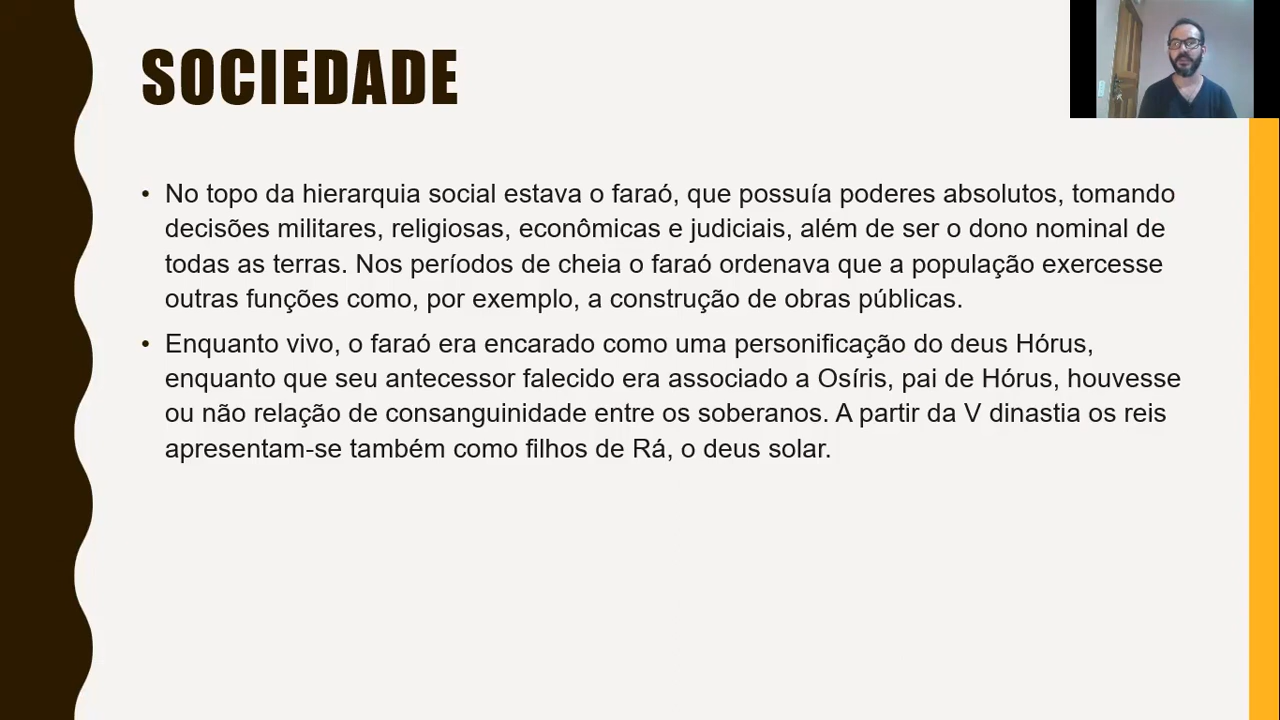 SOCIEDADE
• No topo da hierarquia social estava o faraó, que possuía poderes absolutos, tomando
decisões militares, religiosas, econômicas e judiciais, além de ser o dono nominal de
todas as terras. Nos períodos de cheia o faraó ordenava que a população exercesse
outras funções como, por exemplo, a construção de obras públicas.
• Enquanto vivo, o faraó era encarado como uma personificação do deus Hórus,
enquanto que seu antecessor falecido era associado a Osíris, pai de Hórus, houvesse
ou não relação de consanguinidade entre os soberanos. A partir da V dinastia os reis
apresentam-se também como filhos de Rá, o deus solar.